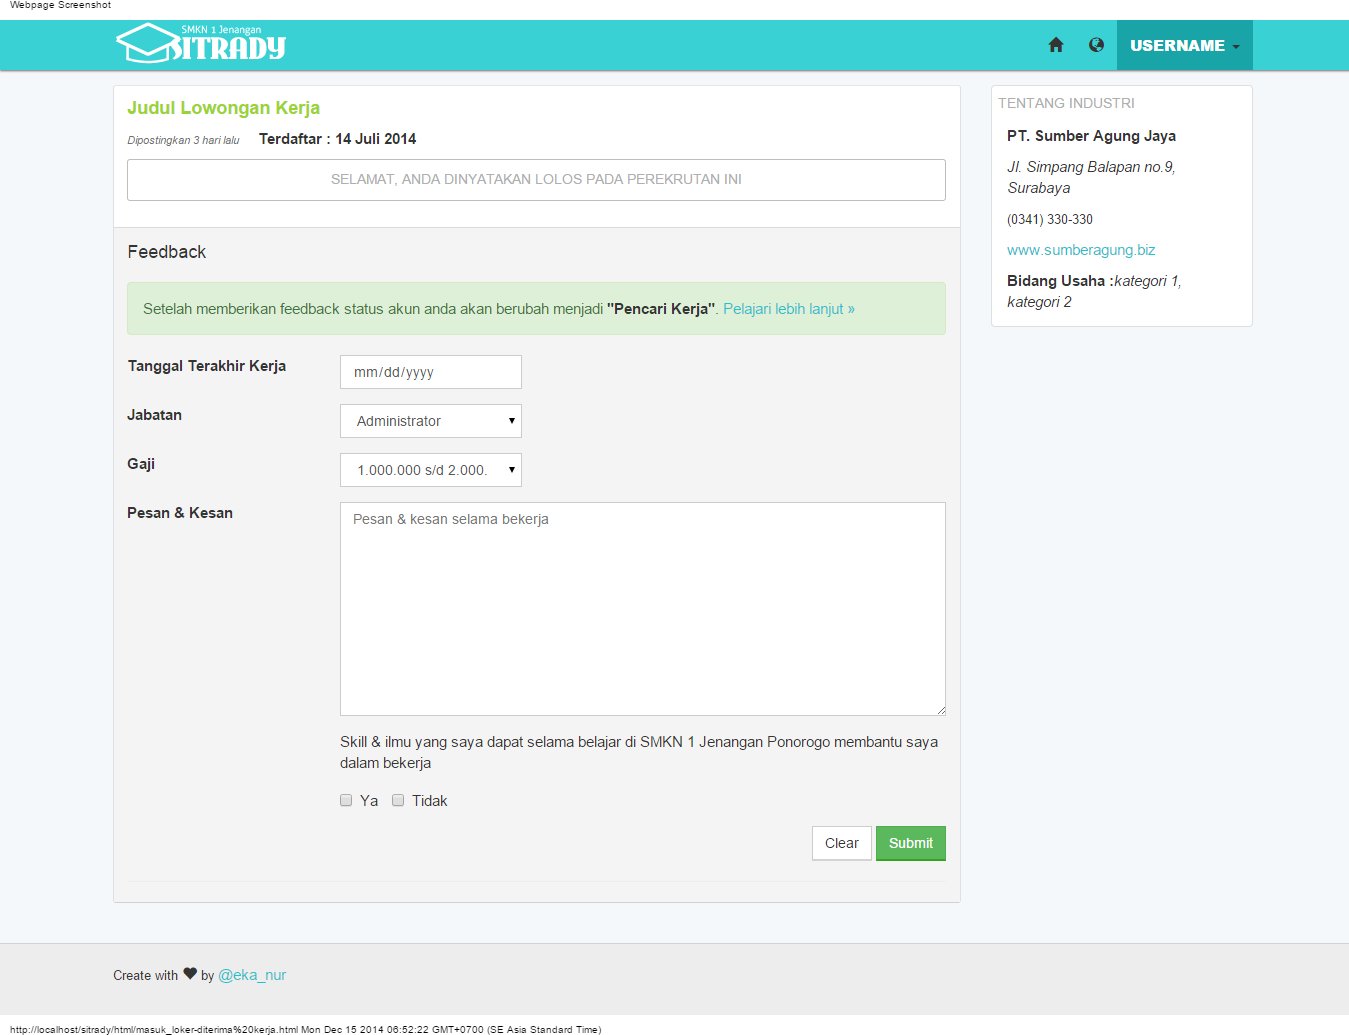 Webpage Screenshot
SMKN 1 Jenangan
SITRADY
USERNAME
Judul Lowongan Kerja
Dipostingkan 3 hari lalu Terdaftar : 14 Juli 2014
SELAMAT, ANDA DINYATAKAN LOLOS PADA PEREKRUTAN INI
TENTANG INDUSTRI
PT. Sumber Agung Jaya
Jl. Simpang Balapan no.9,
Surabaya
(0341) 330-330
www.sumberagung.biz
Bidang Usaha :kategori 1,
kategori 2
Feedback
Setelah memberikan feedback status akun anda akan berubah menjadi "Pencari Kerja". Pelajari lebih lanjut »
Tanggal Terakhir Kerja mm/dd/yyyy
Jabatan Administrator
Gaji 1.000.000 s/d 2.000.
Pesan & Kesan Pesan & kesan selama bekerja
Skill & ilmu yang saya dapat selama belajar di SMKN 1 Jenangan Ponorogo membantu saya
dalam bekerja
Ya Tidak
Clear Submit
Create with ♥ by @eka_nur
http://localhost/sitrady/html/masuk_loker-diterima%20kerja.html Mon Dec 15 2014 06:52:22 GMT+0700 (SE Asia Standard Time)